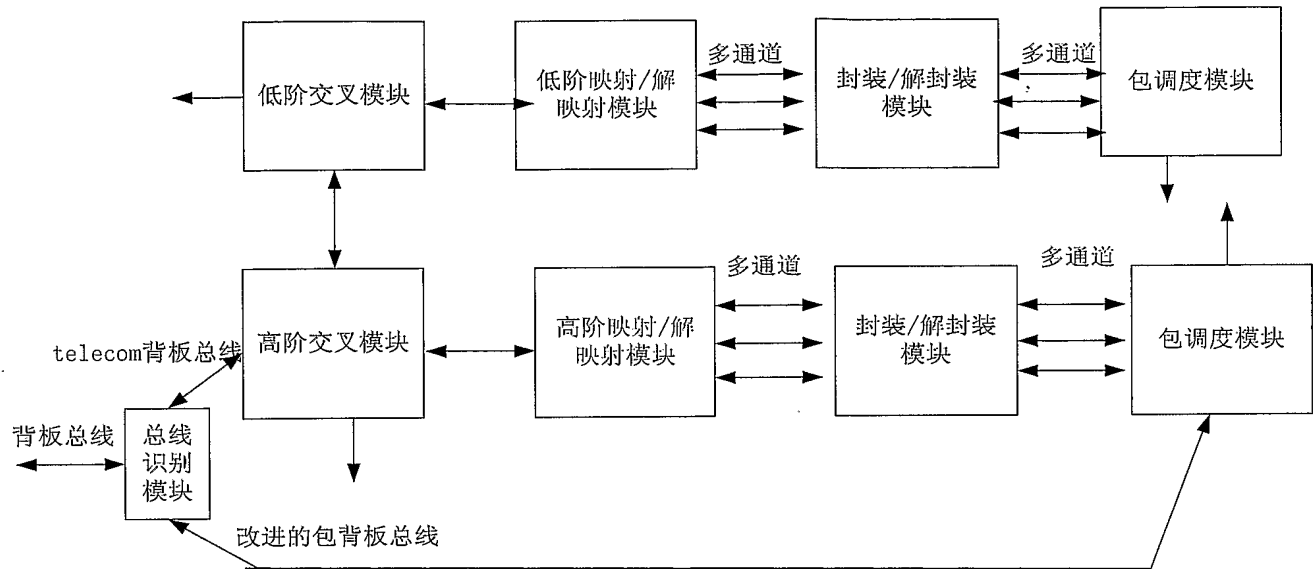 多通道
多通道
低阶交叉模块
低阶映射/解
映射模块
封装/解封装
模块
包调度模块
多通道
多通道
高阶交叉模块
高阶映射/解
映射模块
封装/解封装
模块
包调度模块
telecom背板总线
背板总线
总线
识别
模块
改进的包背板总线